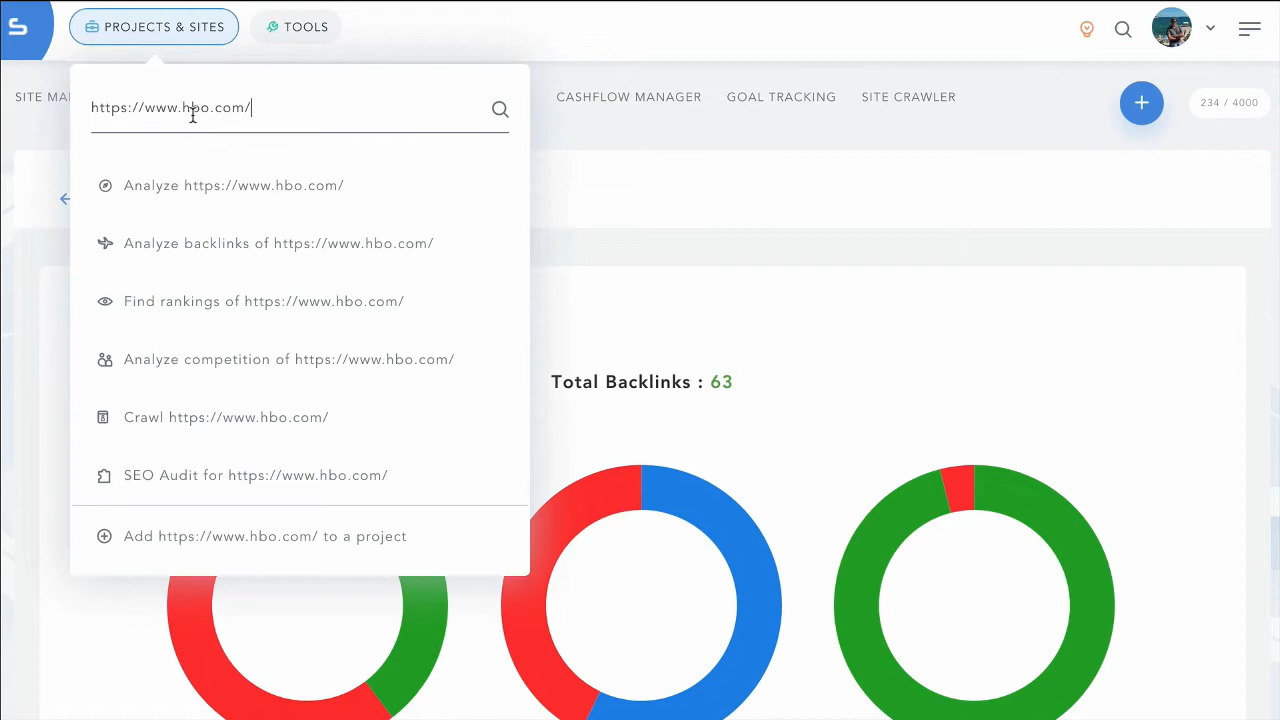 S
PROJECTS & SITES
TOOLS
https://www.hbo.com/
SITE MA
CASHFLOW MANAGER
GOAL TRACKING
SITE CRAWLER
+
234 / 4000
Analyze https://www.hbo.com/
Analyze backlinks of https://www.hbo.com/
Find rankings of https://www.hbo.com/
Analyze competition of https://www.hbo.com/
Total Backlinks : 63
Crawl https://www.hbo.com/
SEO Audit for https://www.hbo.com/
Add https://www.hbo.com/ to a project